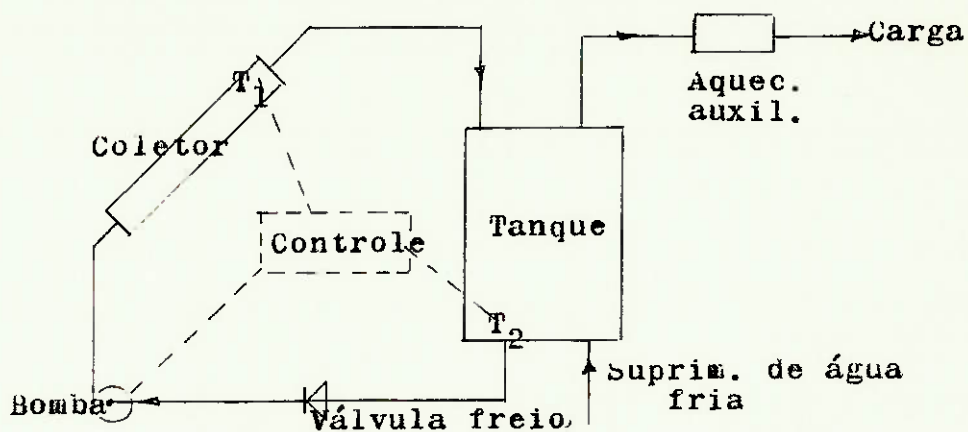 Carga
Aquec.
auxil.
T1
Coletor
Controle
Tanque
T2
Suprim. de água
fria
Bomba
Válvula freio